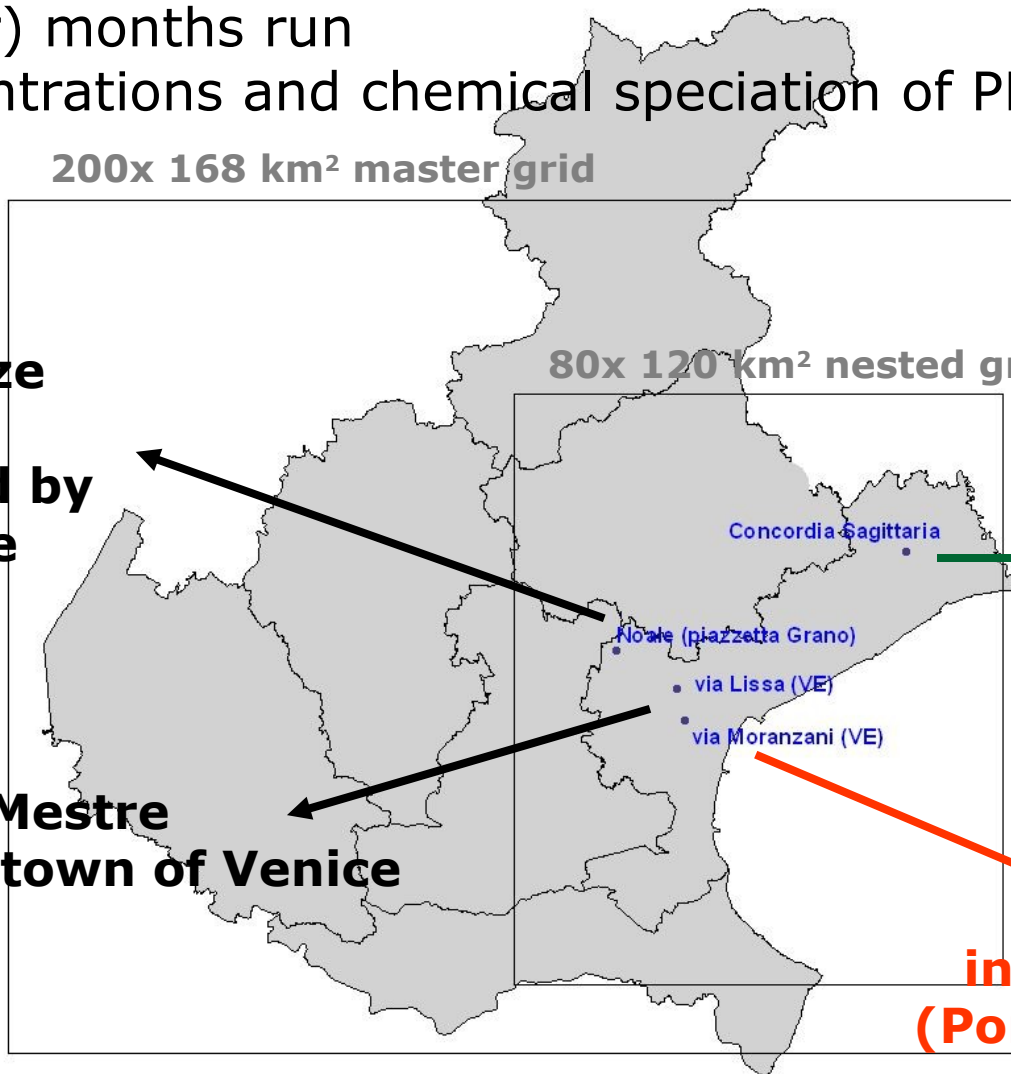 ) months run
ntrations and chemical speciation of P
200x 168 km² master grid
80x 120 km² nested g
ze
by
e
Concordia Sagittaria
Noale (piazzetta Grano)
via Lissa (VE)
via Moranzani (VE)
Mestre
town of Venice
in
(Po